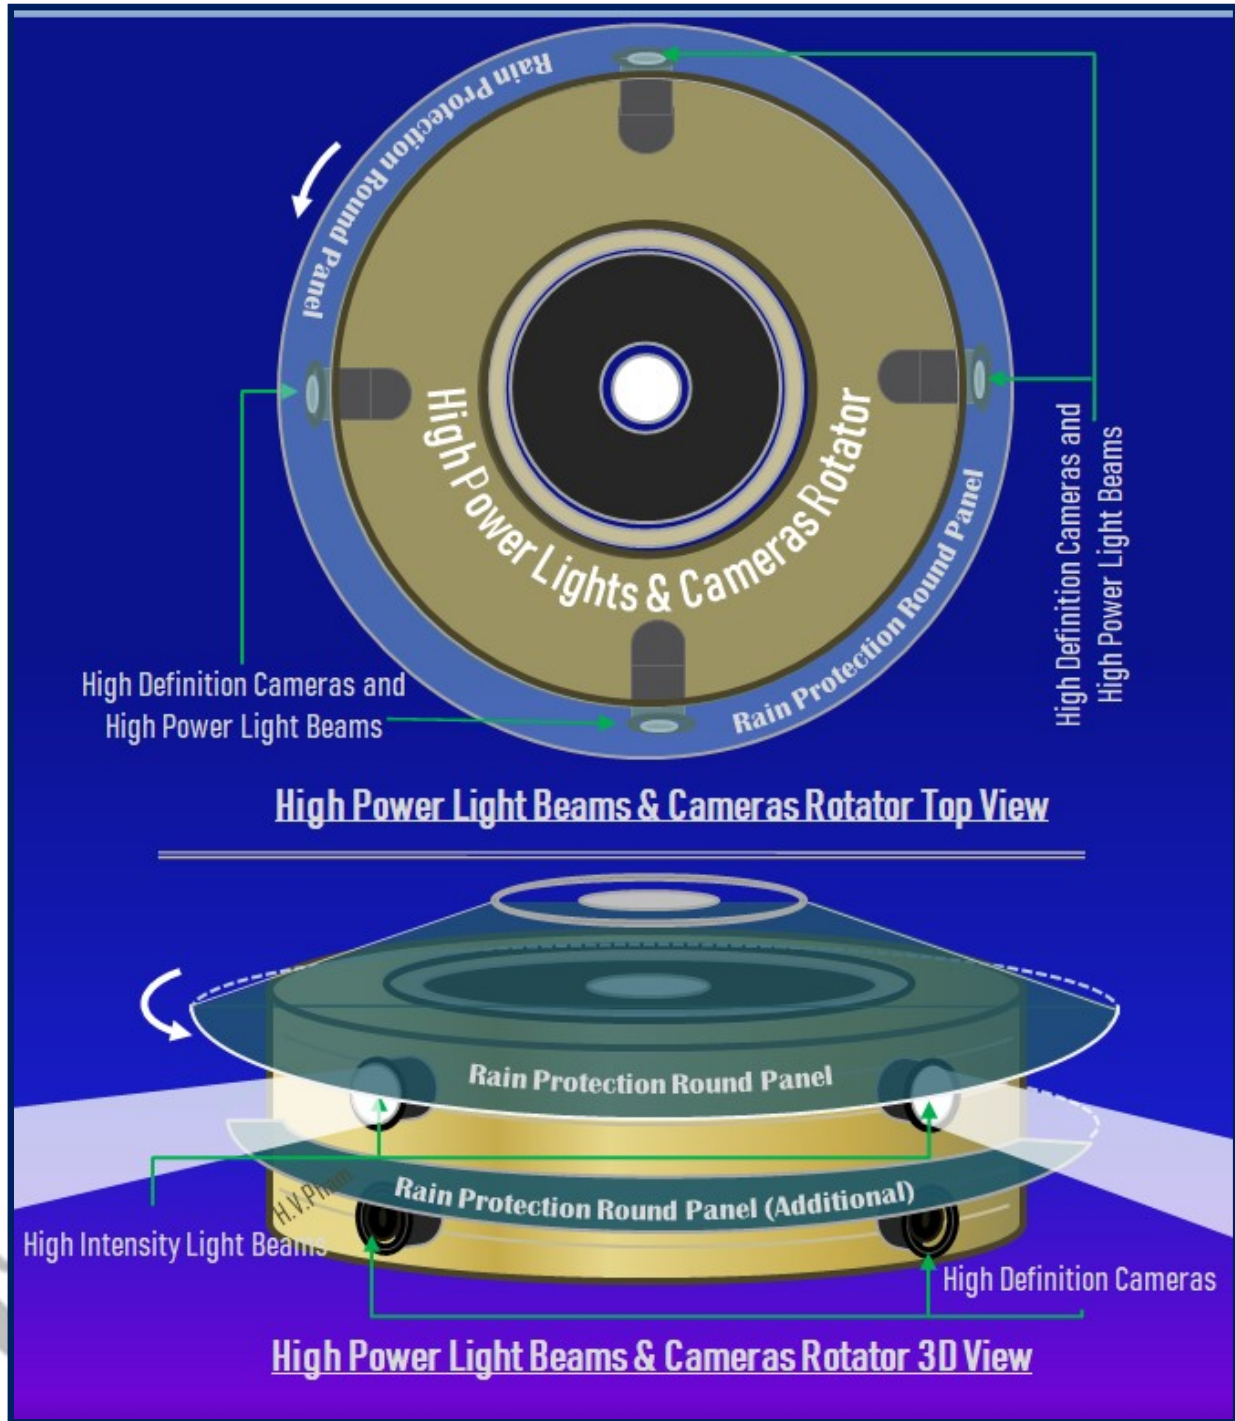 Rain Protection Round Panel
High Power Lights & Cameras Rotator
Rain Protection Round Panel
High Definition Cameras and
High Power Light Beams
High Definition Cameras and
High Power Light Beams
High Power Light Beams & Cameras Rotator Top View
Rain Protection Round Panel
Rain Protection Round Panel (Additional)
H.V.Pham
High Intensity Light Beams
High Definition Cameras
High Power Light Beams & Cameras Rotator 3D View